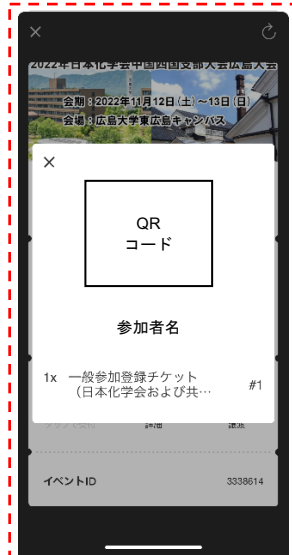 2022年日本化学会中国四国支部大会広島大会
会期：2022年11月12日(土)～13日(日)
会場：広島大学東広島キャンパス
QR
コード
参加者名
1x 一般参加登録チケット #1
（日本化学会および共…
詳細 譲渡
イベントID 3338614